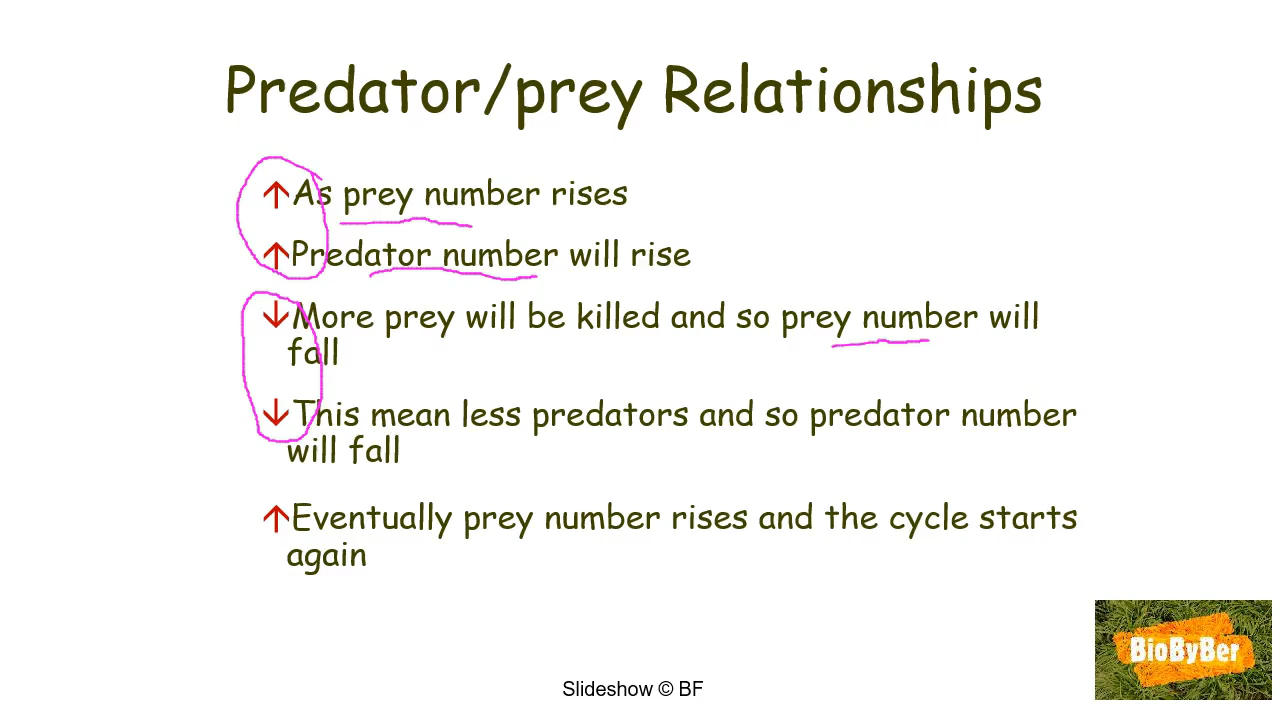 Predator/prey Relationships
↑As prey number rises
↑Predator number will rise
↓More prey will be killed and so prey number will
fall
↓This mean less predators and so predator number
will fall
↑Eventually prey number rises and the cycle starts
again
BioByBer
Slideshow © BF